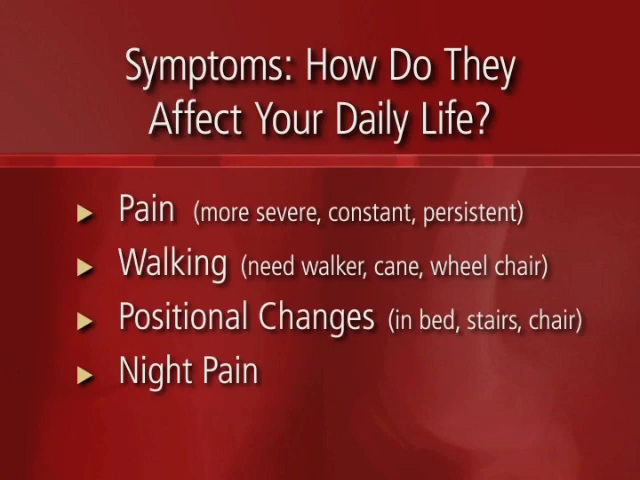 Symptoms: How Do They
Affect Your Daily Life?
Pain (more severe, constant, persistent)
Walking (need walker, cane, wheel chair)
Positional Changes (in bed, stairs, chair)
Night Pain